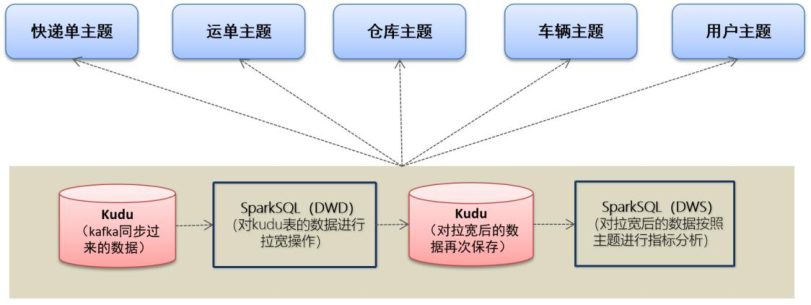 快递单主题
运单主题
仓库主题
车辆主题
用户主题
Kudu
（kafka同步过
来的数据）
SparkSQL（DWD）
(对kudu表的数据进行
拉宽操作)
Kudu
（对拉宽后的数
据再次保存）
SparkSQL（DWS）
(对拉宽后的数据按照
主题进行指标分析)